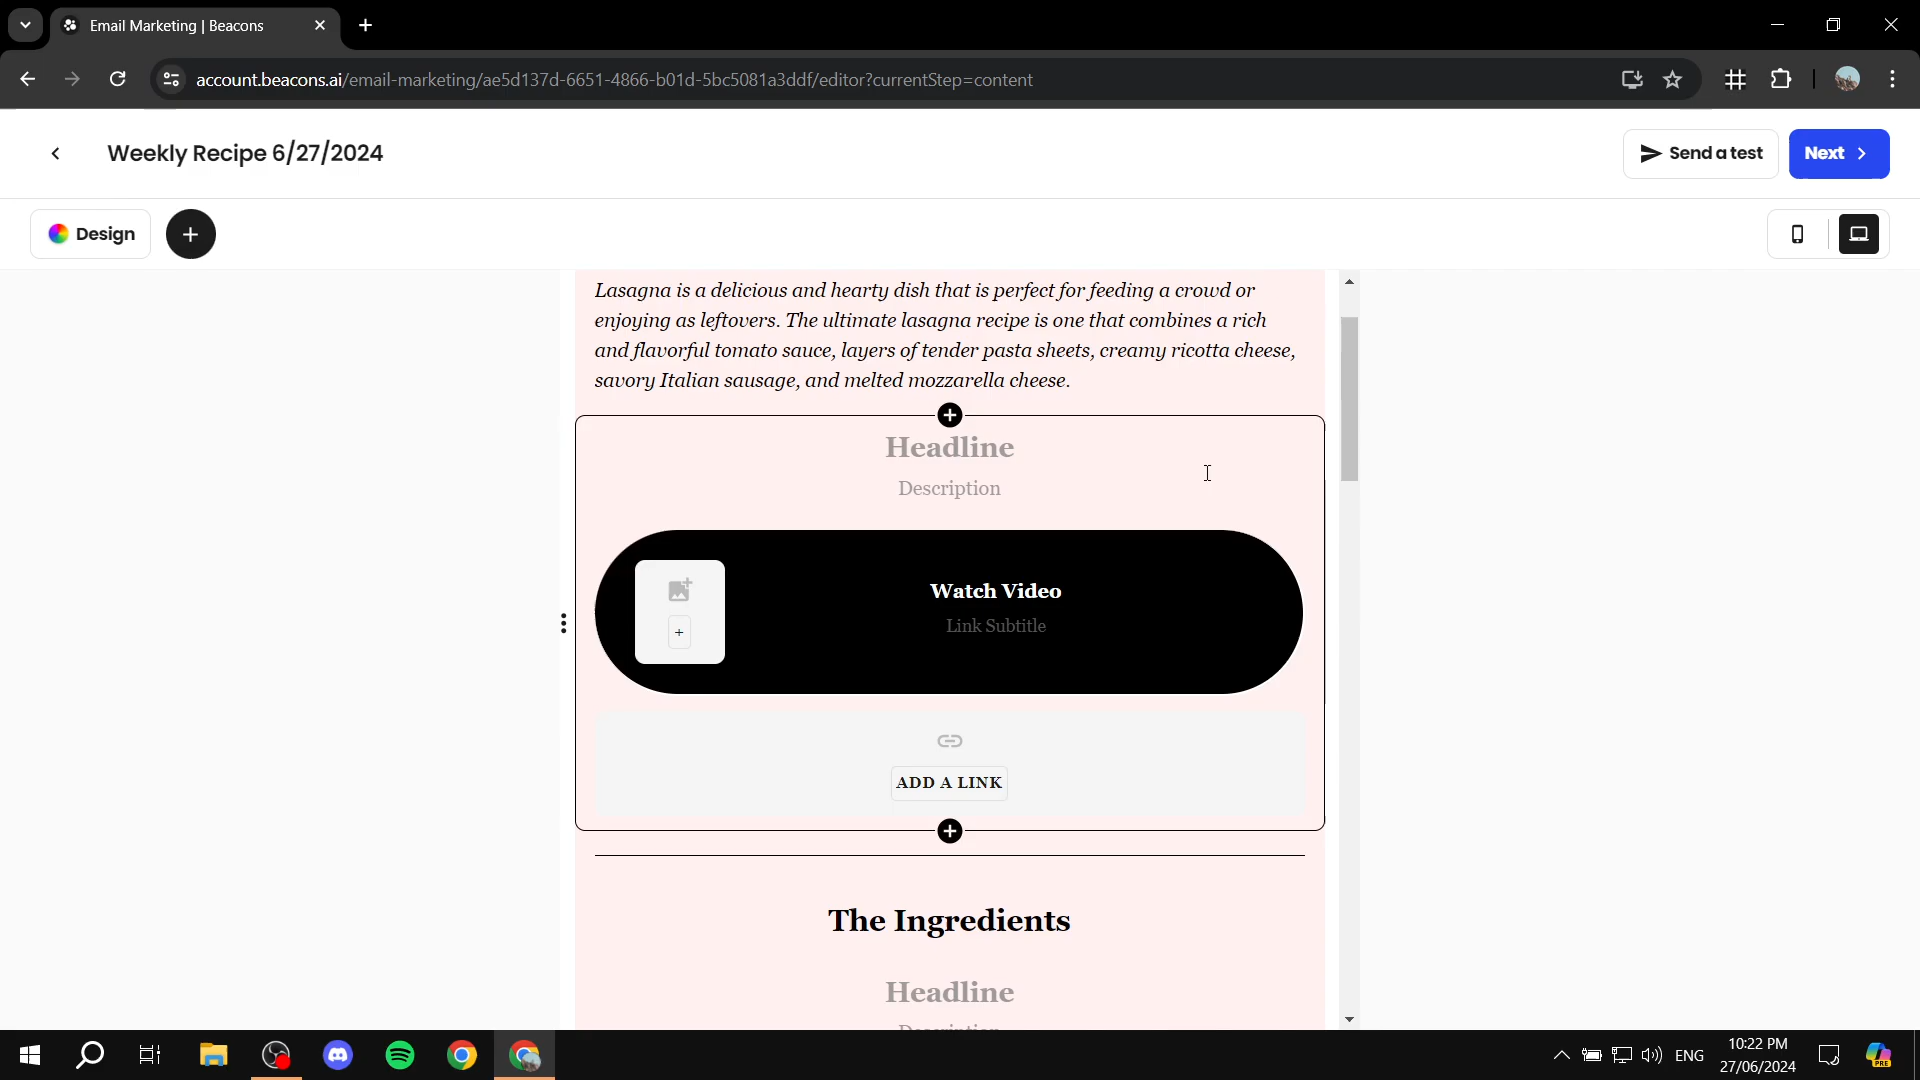 Email Marketing | Beacons
account.beacons.ai/email-marketing/ae5d137d-6651-4866-b01d-5bc5081a3ddf/editor?currentStep=content
Weekly Recipe 6/27/2024
Send a test
Next
Design
Lasagna is a delicious and hearty dish that is perfect for feeding a crowd or
enjoying as leftovers. The ultimate lasagna recipe is one that combines a rich
and flavorful tomato sauce, layers of tender pasta sheets, creamy ricotta cheese,
savory Italian sausage, and melted mozzarella cheese.
Headline
Description
Watch Video
Link Subtitle
ADD A LINK
The Ingredients
Headline
Description
ENG
10:22 PM
27/06/2024
PRE